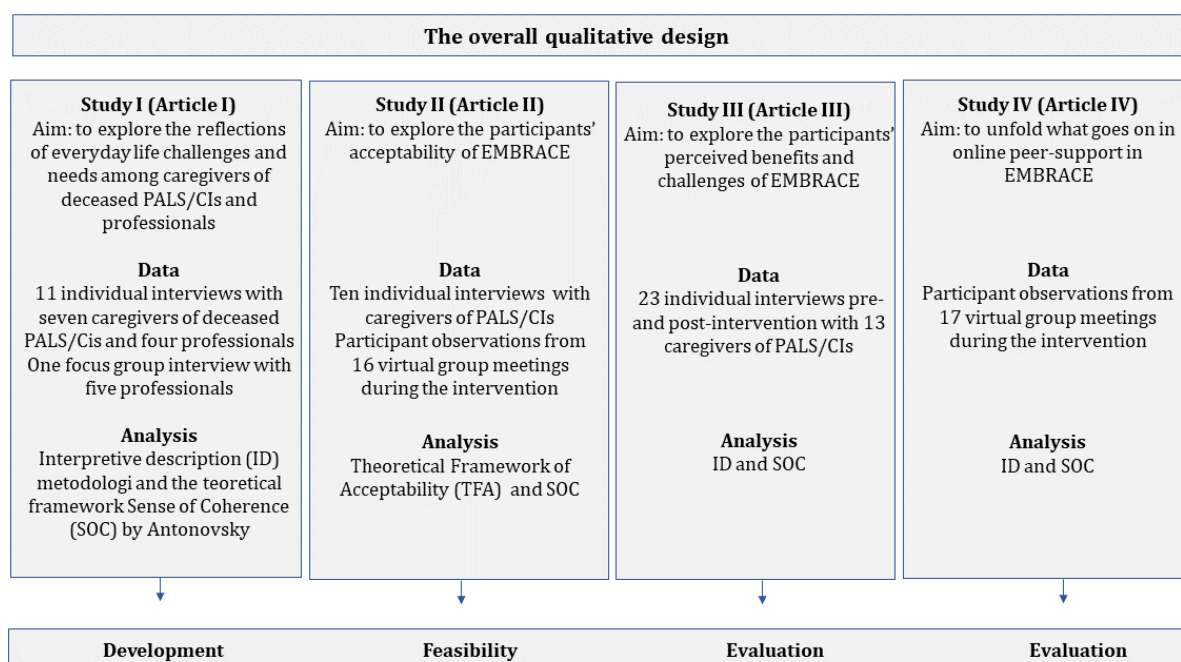 The overall qualitative design
Study I (Article I)
Aim: to explore the reflections
of everyday life challenges and
needs among caregivers of
deceased PALS/CIs and
professionals
Data
11 individual interviews with
seven caregivers of deceased
PALS/Cis and four professionals
One focus group interview with
five professionals
Analysis
Interpretive description (ID)
metodologi and the teoretical
framework Sense of Coherence
(SOC) by Antonovsky
Study II (Article II)
Aim: to explore the participants’
acceptability of EMBRACE
Data
Ten individual interviews with
caregivers of PALS/CIs
Participant observations from
16 virtual group meetings
during the intervention
Analysis
Theoretical Framework of
Acceptability (TFA) and SOC
Study III (Article III)
Aim: to explore the participants’
perceived benefits and
challenges of EMBRACE
Data
23 individual interviews pre-
and post-intervention with 13
caregivers of PALS/CIs
Analysis
ID and SOC
Study IV (Article IV)
Aim: to unfold what goes on in
online peer-support in
EMBRACE
Data
Participant observations from
17 virtual group meetings
during the intervention
Analysis
ID and SOC
Development
Feasibility
Evaluation
Evaluation